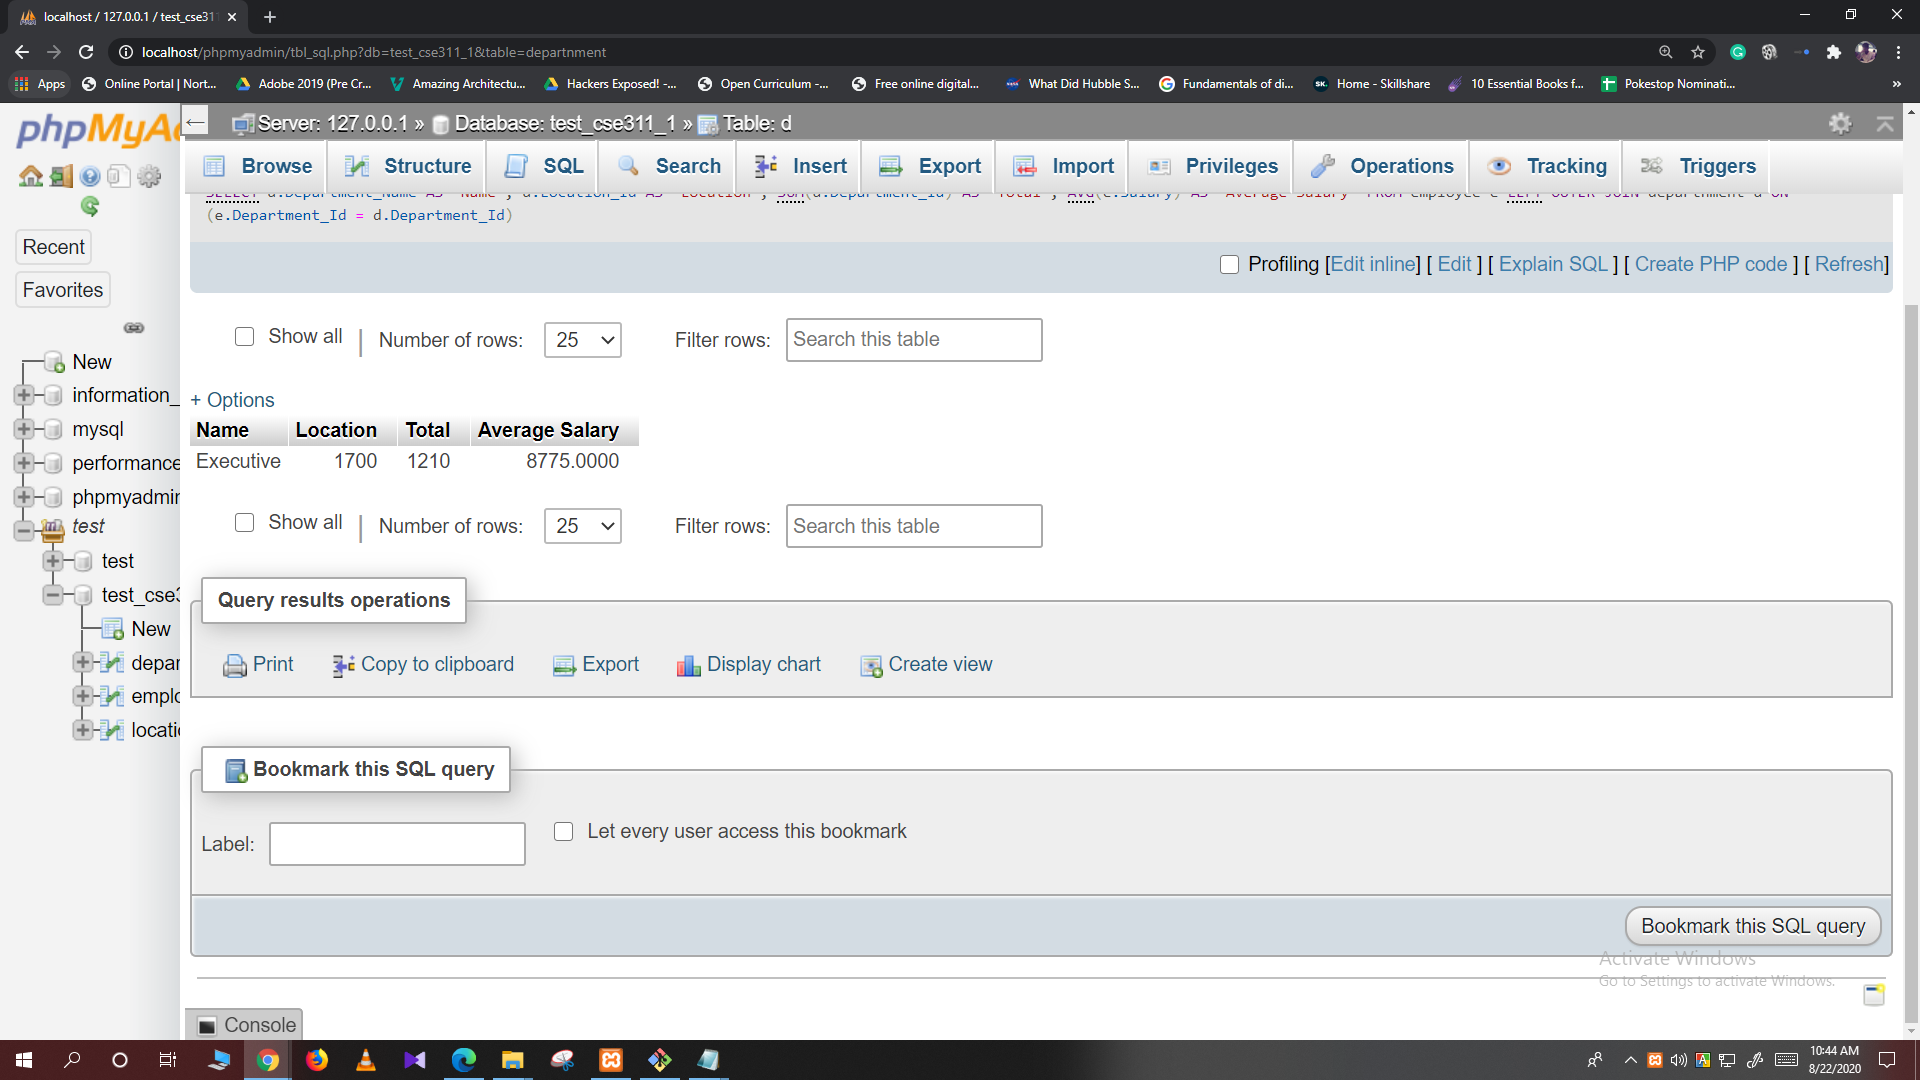 localhost / 127.0.0.1 / test_cse311
localhost/phpmyadmin/tbl_sql.php?db=test_cse311_1&table=departnment
Apps Online Portal | Nort... Adobe 2019 (Pre Cr... Amazing Architectu... Hackers Exposed! -... Open Curriculum -... Free online digital... What Did Hubble S... Fundamentals of di... Home - Skillshare 10 Essential Books f... Pokestop Nominati... »
phpMyAd
Server: 127.0.0.1 » Database: test_cse311_1 » Table: d
Browse Structure SQL Search Insert Export Import Privileges Operations Tracking Triggers
(e.Department_Id = d.Department_Id)
Profiling [Edit inline] [ Edit ] [ Explain SQL ] [ Create PHP code ] [ Refresh]
Recent
Favorites
New
information_
mysql
performance
phpmyadmin
test
test
test_cse3
New
depar
emplo
locatio
Show all | Number of rows: 25 Filter rows: Search this table
+ Options
Name Location Total Average Salary
Executive 1700 1210 8775.0000
Show all | Number of rows: 25 Filter rows: Search this table
Query results operations
Print Copy to clipboard Export Display chart Create view
Bookmark this SQL query
Label: Let every user access this bookmark
Bookmark this SQL query
Activate Windows
Go to Settings to activate Windows.
Console
10:44 AM
8/22/2020